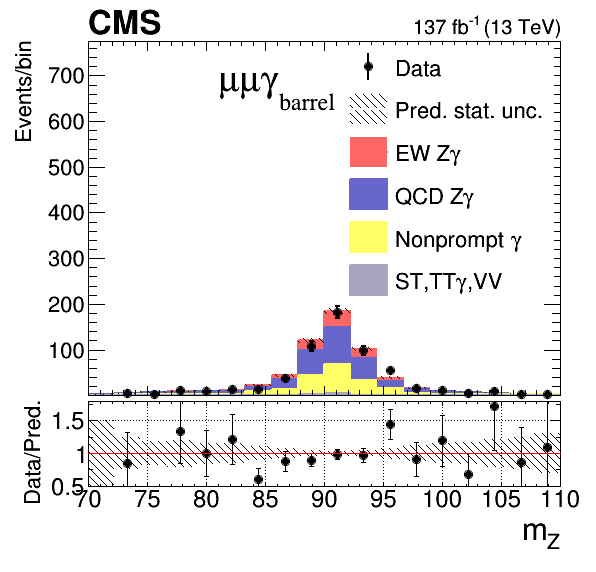 CMS 137 fb⁻¹ (13 TeV)
Events/bin
700
600
500
400
300
200
100
μμγ barrel
Data
Pred. stat. unc.
EW Zγ
QCD Zγ
Nonprompt γ
ST,TTγ,VV
Data/Pred.
1.5
1
0.5
70 75 80 85 90 95 100 105 110
m_Z